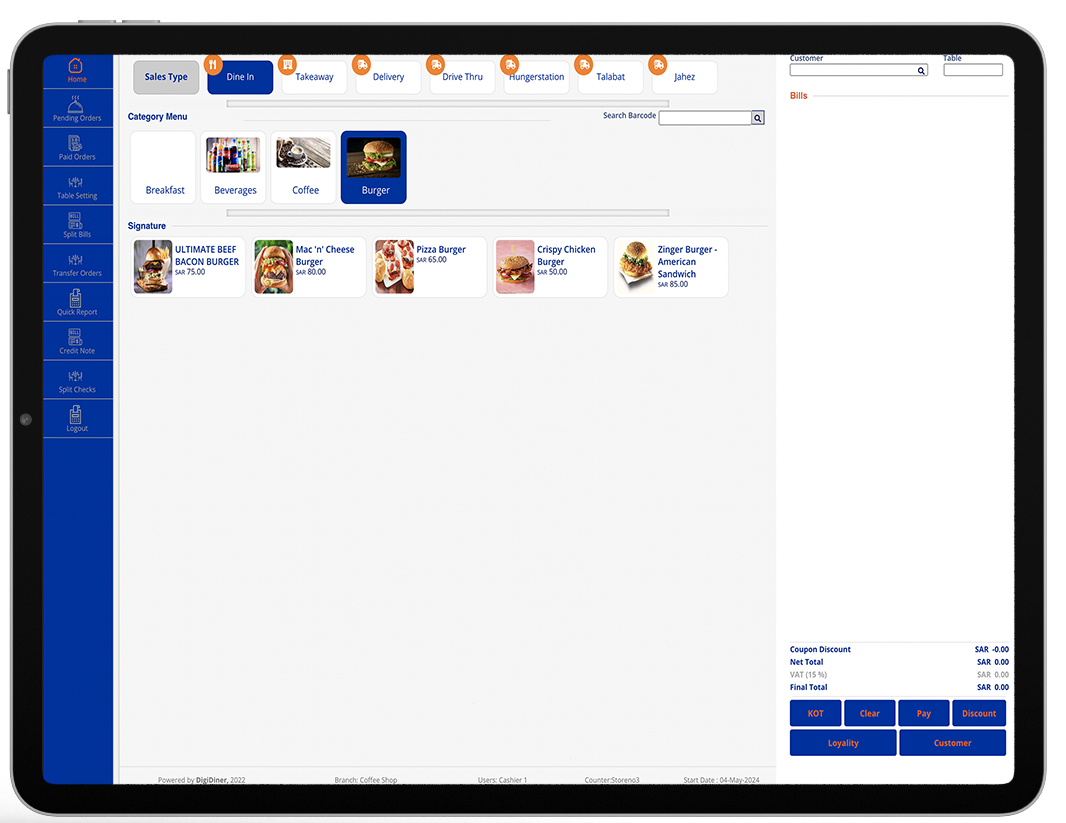 Home
Pending Orders
Paid Orders
Table Setting
BILL
Split Bills
Transfer Orders
Quick Report
BILL
Credit Note
Split Checks
Logout
Sales Type
Dine In
Takeaway
Delivery
Drive Thru
Hungerstation
Talabat
Jahez
Category Menu
Search Barcode
Breakfast
Beverages
Coffee
Burger
Signature
ULTIMATE BEEF
BACON BURGER
SAR 75.00
Mac 'n' Cheese
Burger
SAR 80.00
Pizza Burger
SAR 65.00
Crispy Chicken
Burger
SAR 50.00
Zinger Burger -
American
Sandwich
SAR 85.00
Customer
Table
Bills
Coupon Discount SAR -0.00
Net Total SAR 0.00
VAT (15 %) SAR 0.00
Final Total SAR 0.00
KOT
Clear
Pay
Discount
Loyality
Customer
Powered by DigiDiner, 2022
Branch: Coffee Shop
Users: Cashier 1
Counter:Storeno3
Start Date : 04-May-2024